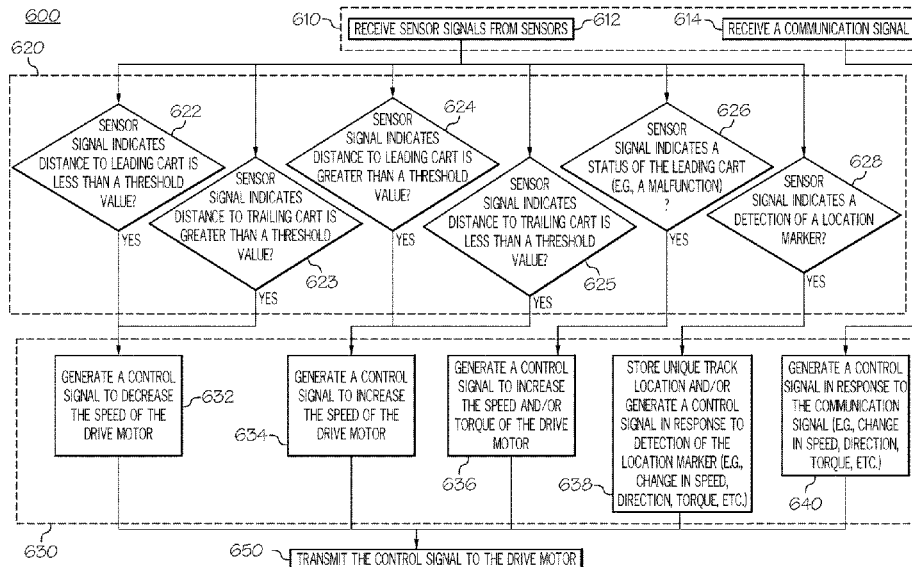 600
610
RECEIVE SENSOR SIGNALS FROM SENSORS
612
614
RECEIVE A COMMUNICATION SIGNAL
620
622
SENSOR
SIGNAL INDICATES
DISTANCE TO LEADING CART IS
LESS THAN A THRESHOLD
VALUE?
YES
SENSOR
SIGNAL INDICATES
DISTANCE TO TRAILING CART IS
GREATER THAN A THRESHOLD
VALUE?
623
YES
624
SENSOR
SIGNAL INDICATES
DISTANCE TO LEADING CART IS
GREATER THAN A THRESHOLD
VALUE?
YES
SENSOR
SIGNAL INDICATES
DISTANCE TO TRAILING CART IS
LESS THAN A THRESHOLD
VALUE?
625
YES
626
SENSOR
SIGNAL INDICATES A
STATUS OF THE LEADING CART
(E.G., A MALFUNCTION)
?
YES
628
SENSOR
SIGNAL INDICATES A
DETECTION OF A LOCATION
MARKER?
YES
GENERATE A CONTROL
SIGNAL TO DECREASE
THE SPEED OF THE
DRIVE MOTOR
632
GENERATE A CONTROL
SIGNAL TO INCREASE
THE SPEED OF THE
DRIVE MOTOR
634
GENERATE A CONTROL
SIGNAL TO INCREASE
THE SPEED AND/OR
TORQUE OF THE DRIVE
MOTOR
636
STORE UNIQUE TRACK
LOCATION AND/OR
GENERATE A CONTROL
SIGNAL IN RESPONSE TO
DETECTION OF THE
LOCATION MARKER (E.G.,
CHANGE IN SPEED,
DIRECTION, TORQUE, ETC.)
638
GENERATE A CONTROL
SIGNAL IN RESPONSE TO
THE COMMUNICATION
SIGNAL (E.G., CHANGE
IN SPEED, DIRECTION,
TORQUE, ETC.)
640
630
650
TRANSMIT THE CONTROL SIGNAL TO THE DRIVE MOTOR